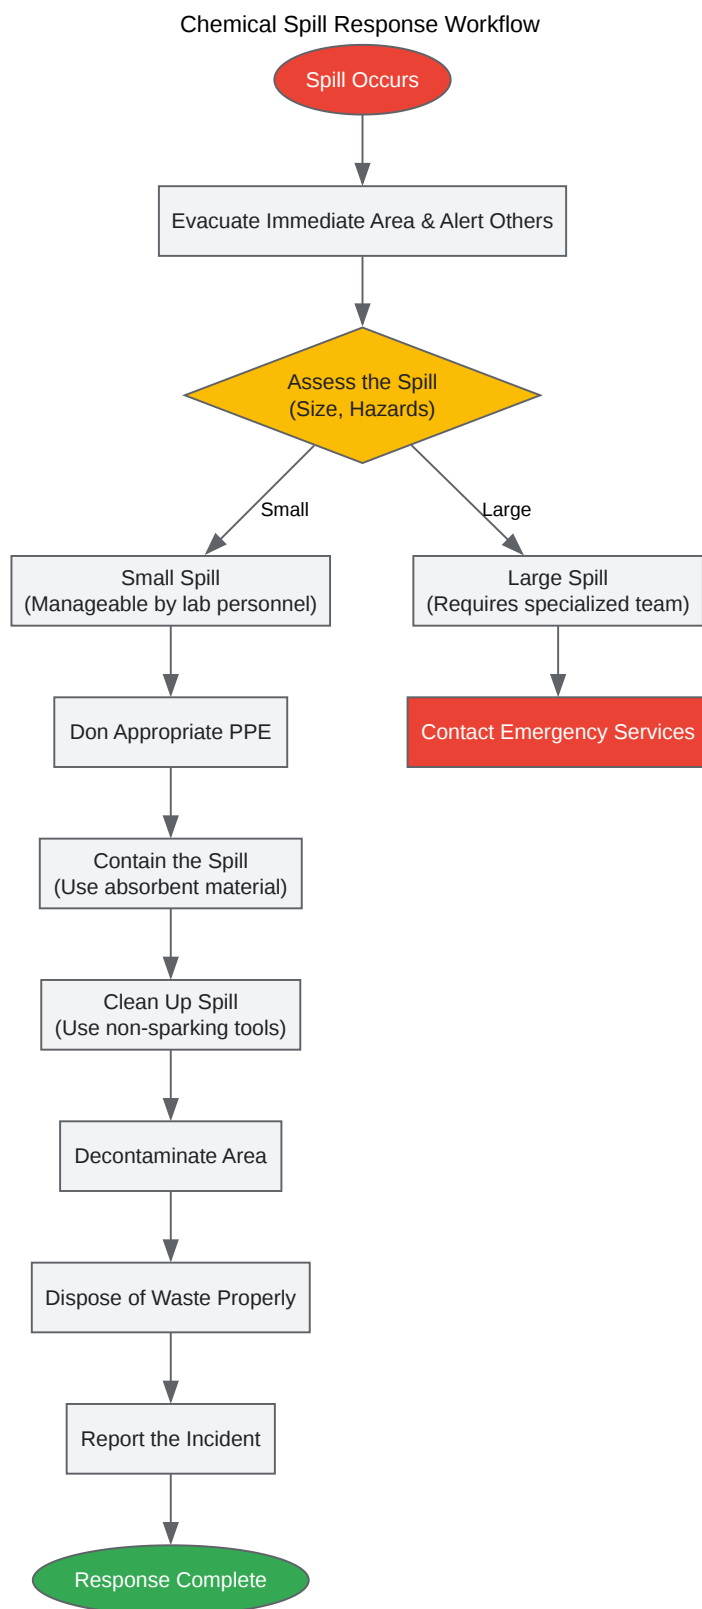 Chemical Spill Response Workflow
Spill Occurs
Evacuate Immediate Area & Alert Others
Assess the Spill
(Size, Hazards)
Small
Large
Small Spill
(Manageable by lab personnel)
Large Spill
(Requires specialized team)
Don Appropriate PPE
Contact Emergency Services
Contain the Spill
(Use absorbent material)
Clean Up Spill
(Use non-sparking tools)
Decontaminate Area
Dispose of Waste Properly
Report the Incident
Response Complete